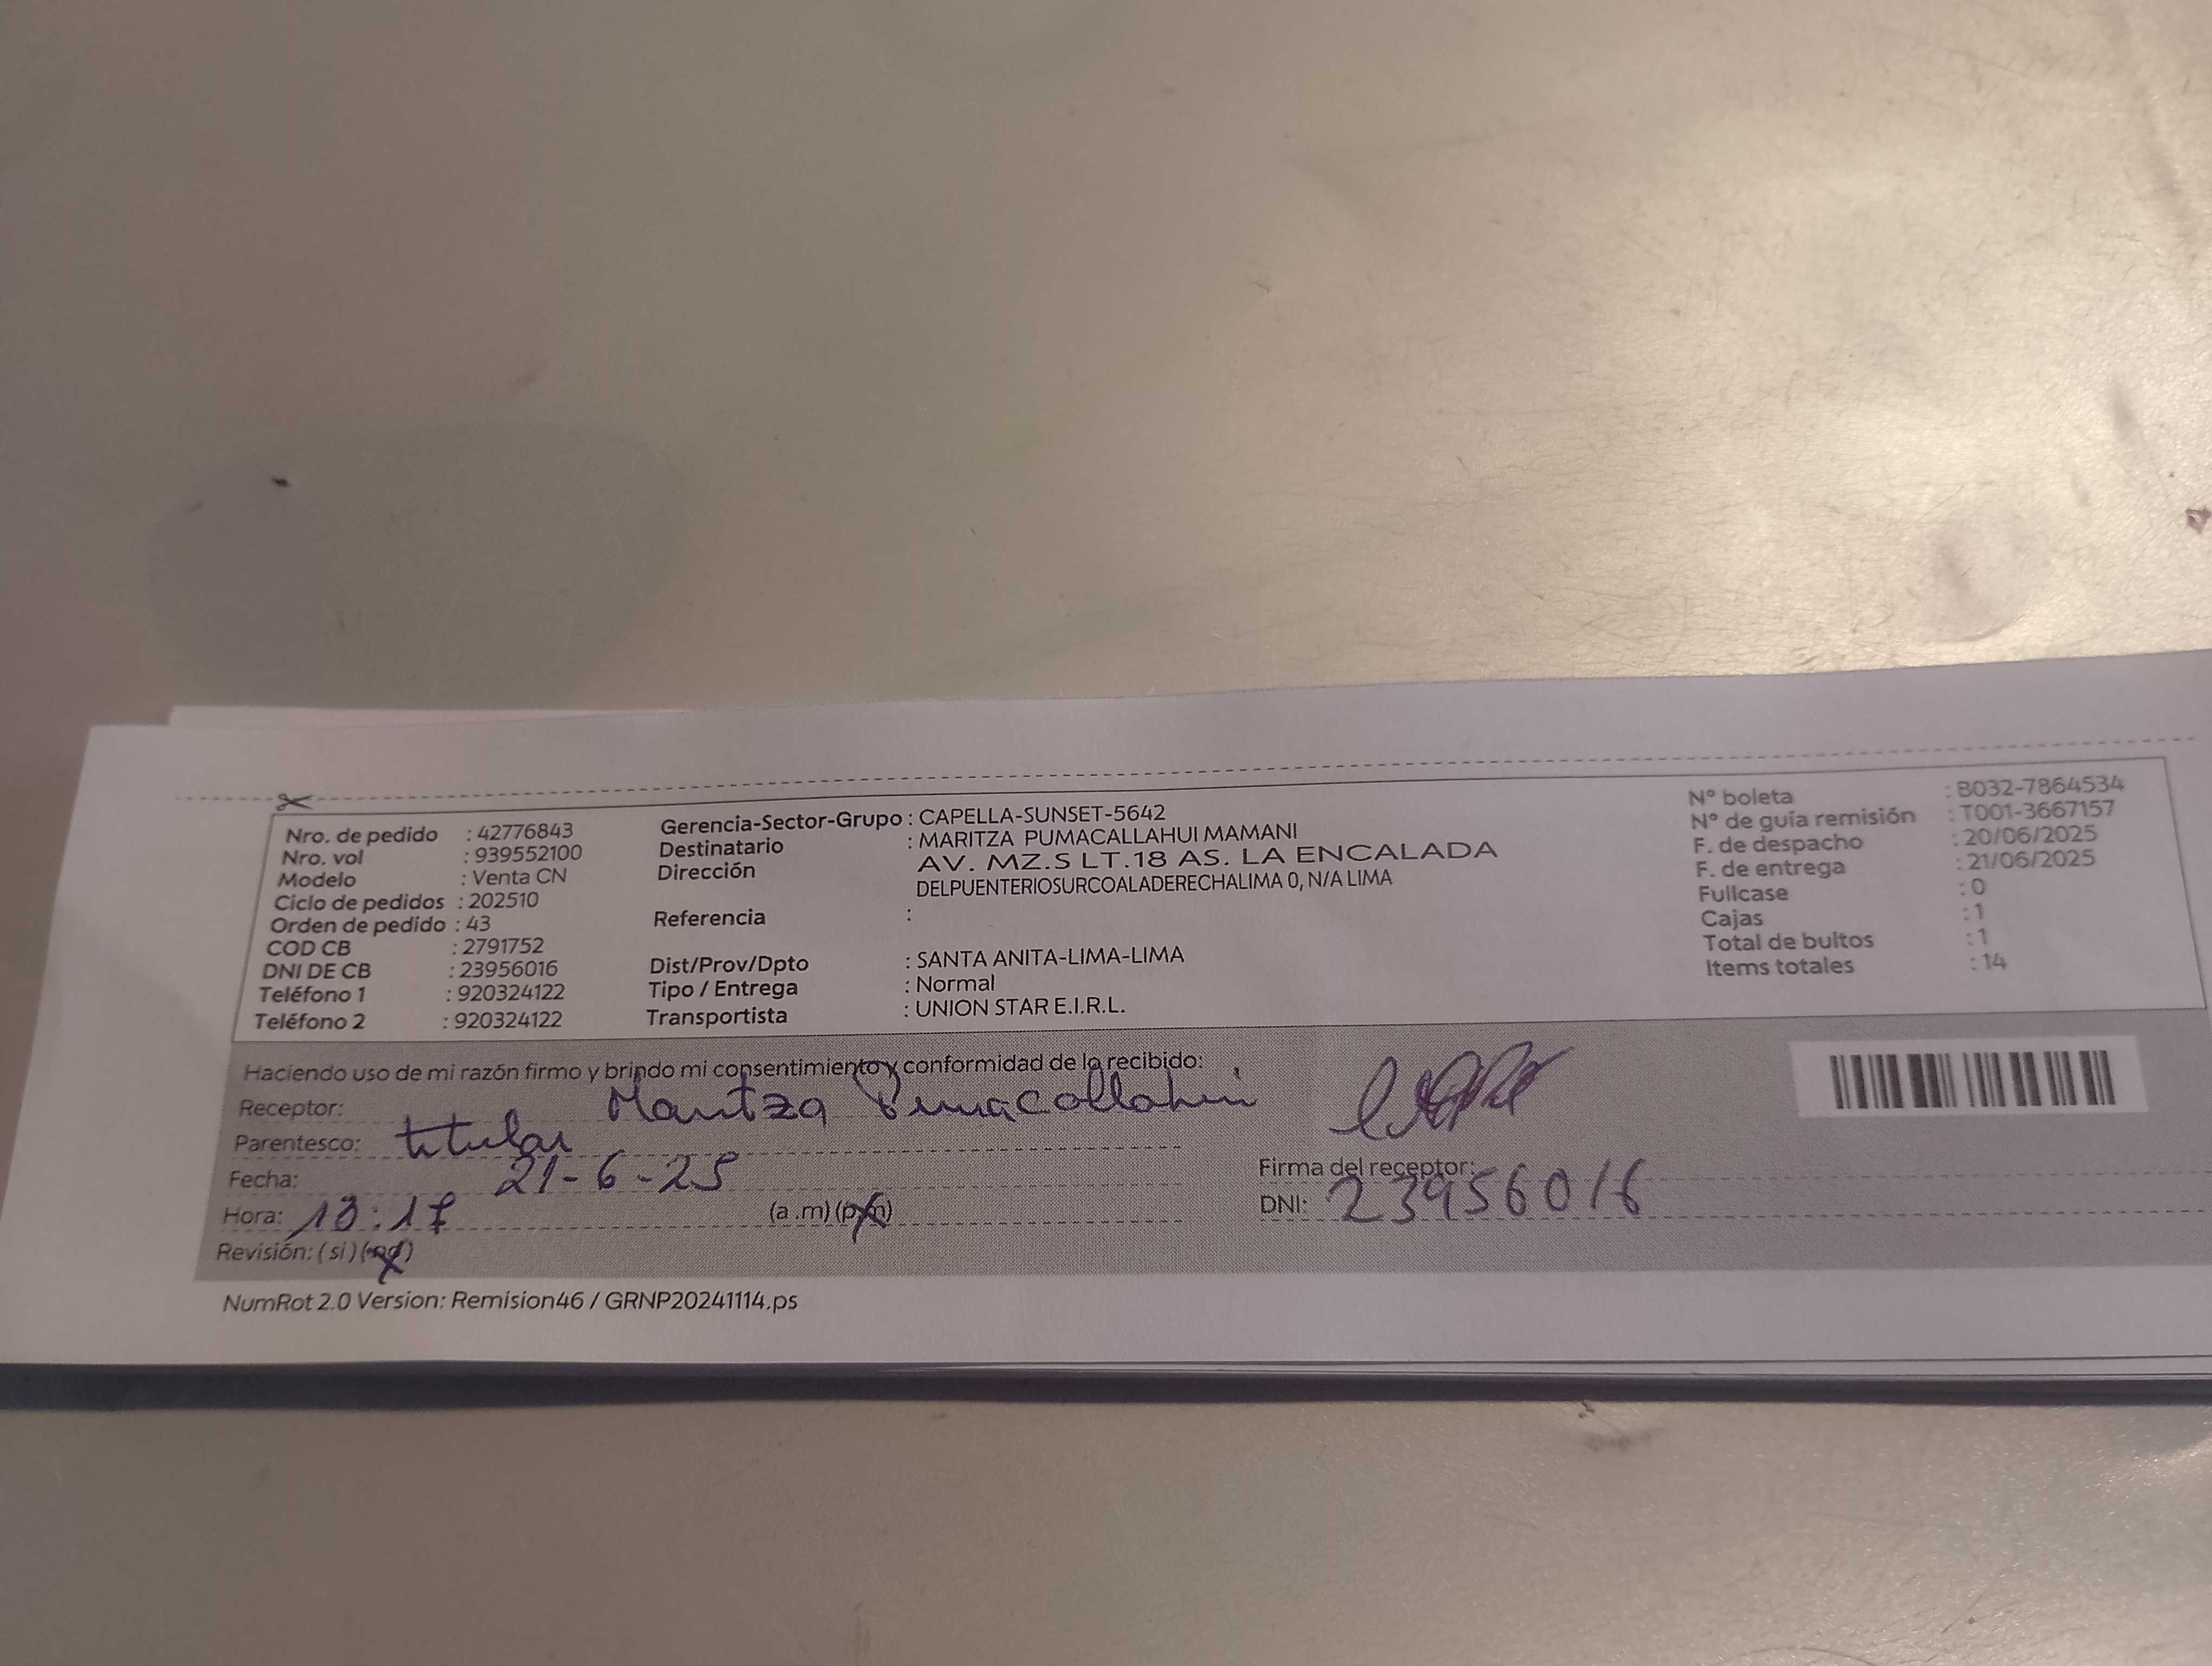 Nro. de pedido : 42776843
Nro. vol : 939552100
Modelo : Venta CN
Ciclo de pedidos : 202510
Orden de pedido : 43
COD CB : 2791752
DNI DE CB : 23956016
Teléfono 1 : 920324122
Teléfono 2 : 920324122
Gerencia-Sector-Grupo : CAPELLA-SUNSET-5642
Destinatario : MARITZA PUMACALLAHUI MAMANI
Dirección AV. MZ.S LT.18 AS. LA ENCALADA
DELPUENTERIOSURCOALADERECHALIMA 0, N/A LIMA
Referencia :
Dist/Prov/Dpto : SANTA ANITA-LIMA-LIMA
Tipo / Entrega : Normal
Transportista : UNION STAR E.I.R.L.
N° boleta : B032-7864534
N° de guía remisión : T001-3667157
F. de despacho : 20/06/2025
F. de entrega : 21/06/2025
Fullcase : 0
Cajas : 1
Total de bultos : 1
Items totales : 14
Haciendo uso de mi razón firmo y brindo mi consentimiento y conformidad de lo recibido:
Receptor: Maritza Pumacallahui
Parentesco: titular
Fecha: 21-6-25
Hora: :17 (a.m) (pm)
Revisión: (si) (no)
Firma del receptor:
DNI: 23956016
NumRot 2.0 Version: Remision46 / GRNP20241114.ps